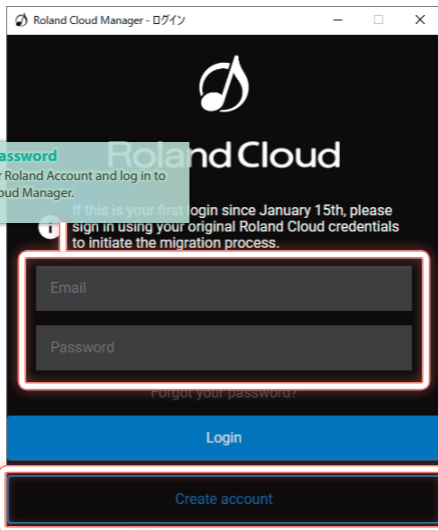 Roland Cloud Manager - ログイン
Roland Cloud
assword
Roland Account and log in to
oud Manager.
If this is your first login since January 15th, please
sign in using your original Roland Cloud credentials
to initiate the migration process.
Email
Password
Forgot your password?
Login
Create account